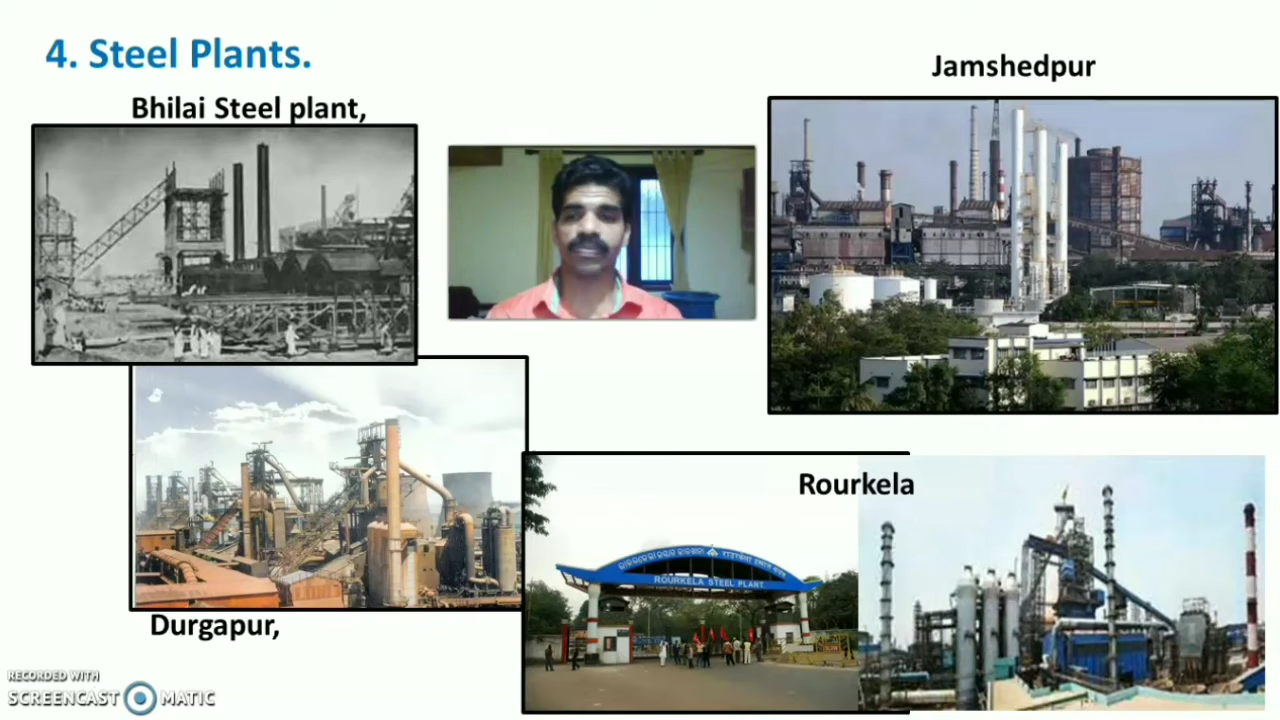 4. Steel Plants.
Jamshedpur
Bhilai Steel plant,
Rourkela
ROURKELA STEEL PLANT
Durgapur,
RECORDED WITH
SCREENCAST MATIC